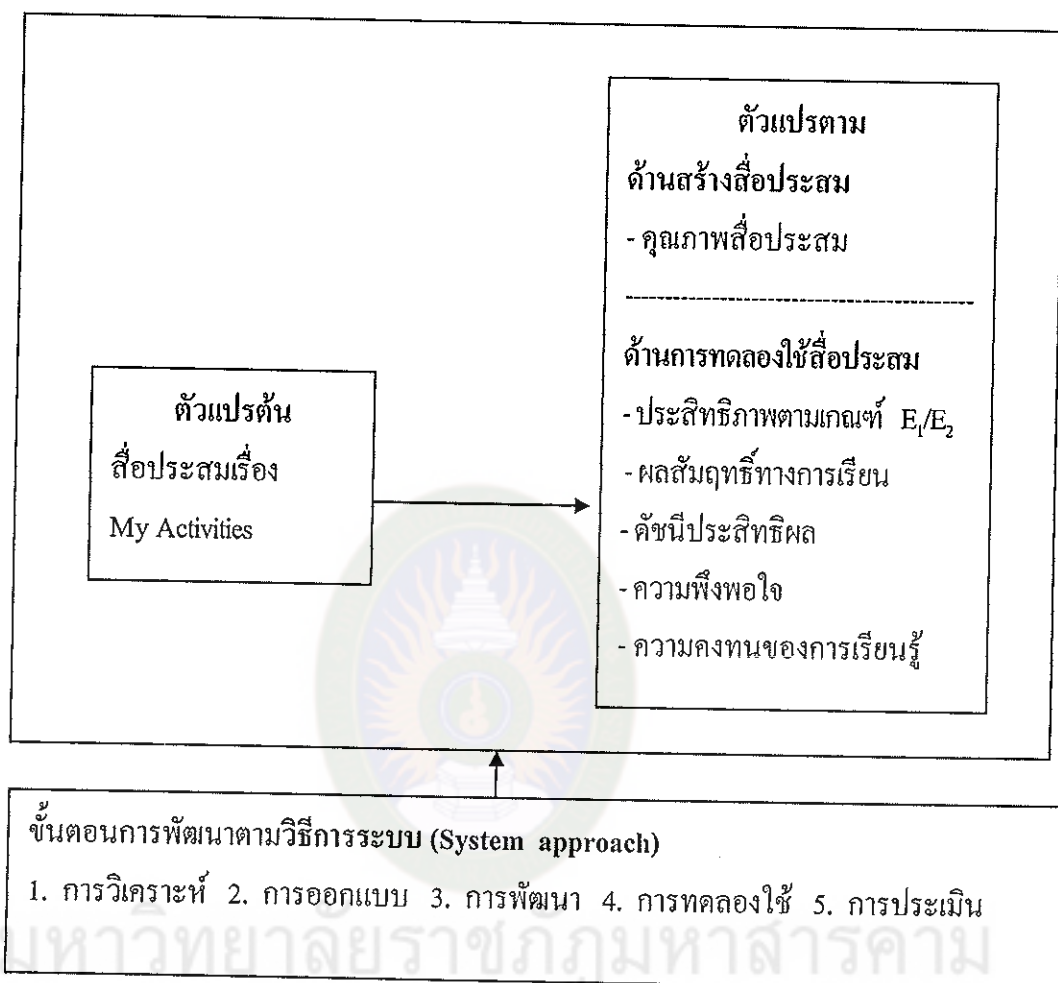 ตัวแปรตาม
ด้านสร้างสื่อประสม
- คุณภาพสื่อประสม
ด้านการทดลองใช้สื่อประสม
- ประสิทธิภาพตามเกณฑ์ E₁/E₂
- ผลสัมฤทธิ์ทางการเรียน
- ดัชนีประสิทธิผล
- ความพึงพอใจ
- ความคงทนของการเรียนรู้
ตัวแปรต้น
สื่อประสมเรื่อง
My Activities
ขั้นตอนการพัฒนาตามวิธีการระบบ (System approach)
1. การวิเคราะห์ 2. การออกแบบ 3. การพัฒนา 4. การทดลองใช้ 5. การประเมิน
มหาวิทยาลัยราชภัฏมหาสารคาม